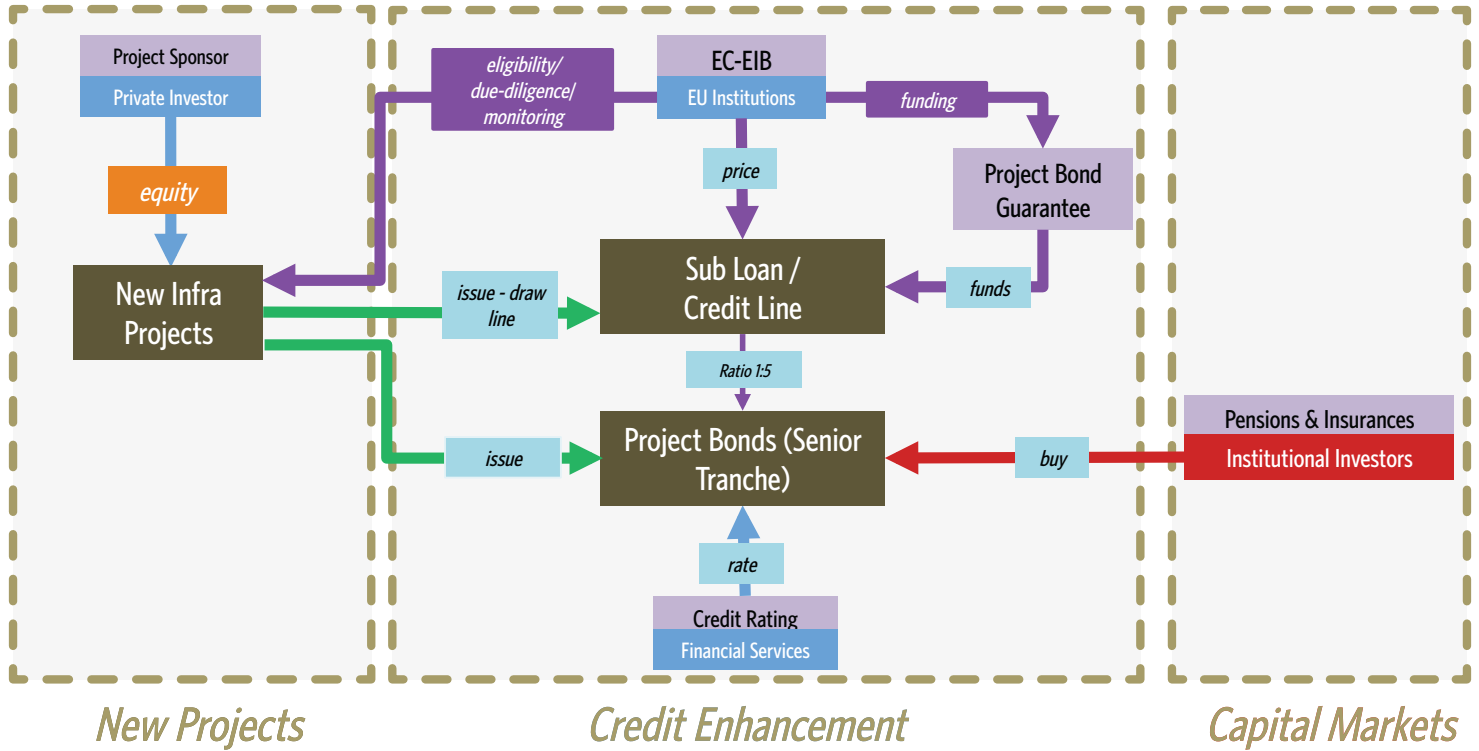 Project Sponsor
Private Investor
equity
New Infra
Projects
eligibility/
due-diligence/
monitoring
EC-EIB
EU Institutions
funding
price
Project Bond
Guarantee
Sub Loan /
Credit Line
funds
issue - draw
line
Ratio 1:5
Project Bonds (Senior
Tranche)
issue
buy
Pensions & Insurances
Institutional Investors
rate
Credit Rating
Financial Services
New Projects
Credit Enhancement
Capital Markets